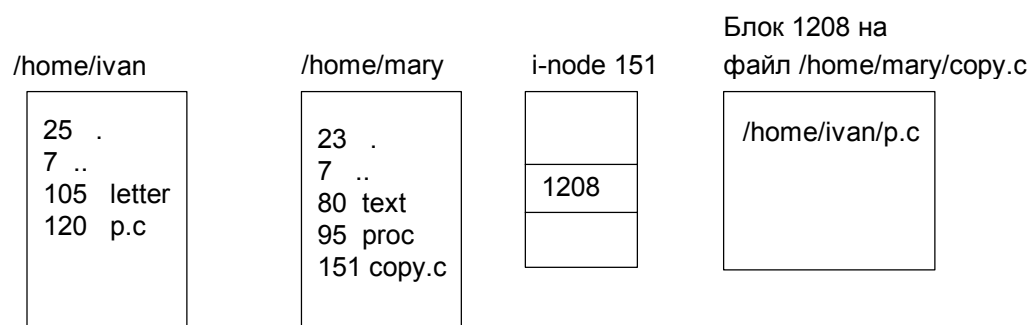 /home/ivan
25 .
7 ..
105 letter
120 p.c
/home/mary
23 .
7 ..
80 text
95 proc
151 copy.c
i-node 151
1208
Блок 1208 на
файл /home/mary/copy.c
/home/ivan/p.c